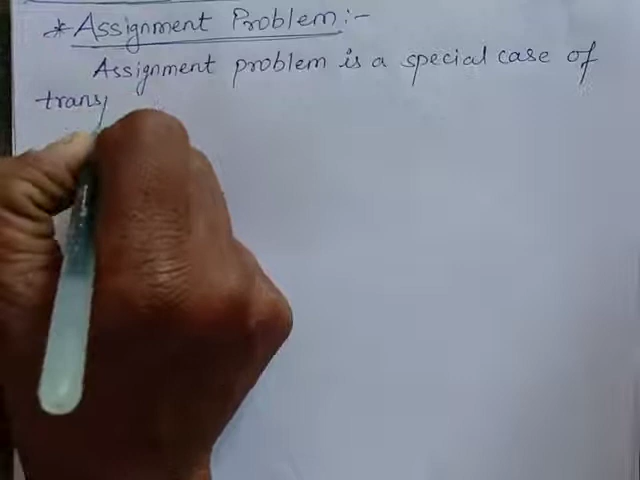 *Assignment Problem:-
Assignment problem is a special case of
trans